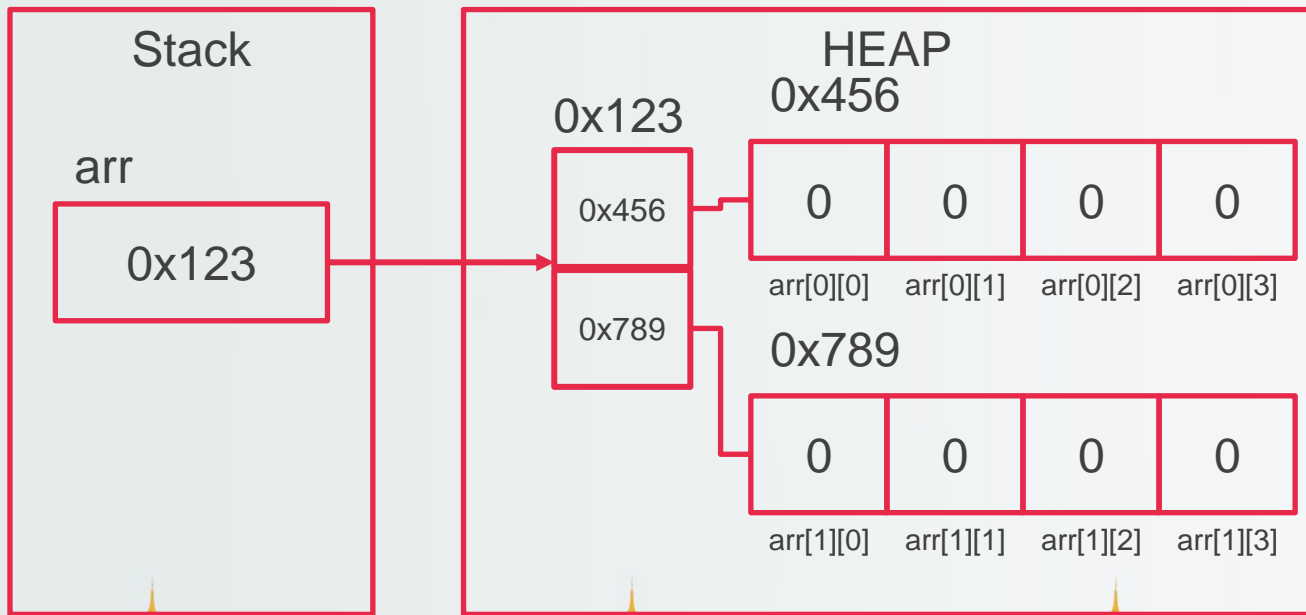 Stack
arr
0x123
HEAP
0x123
0x456
0x789
0x456
0 0 0 0
arr[0][0] arr[0][1] arr[0][2] arr[0][3]
0x789
0 0 0 0
arr[1][0] arr[1][1] arr[1][2] arr[1][3]